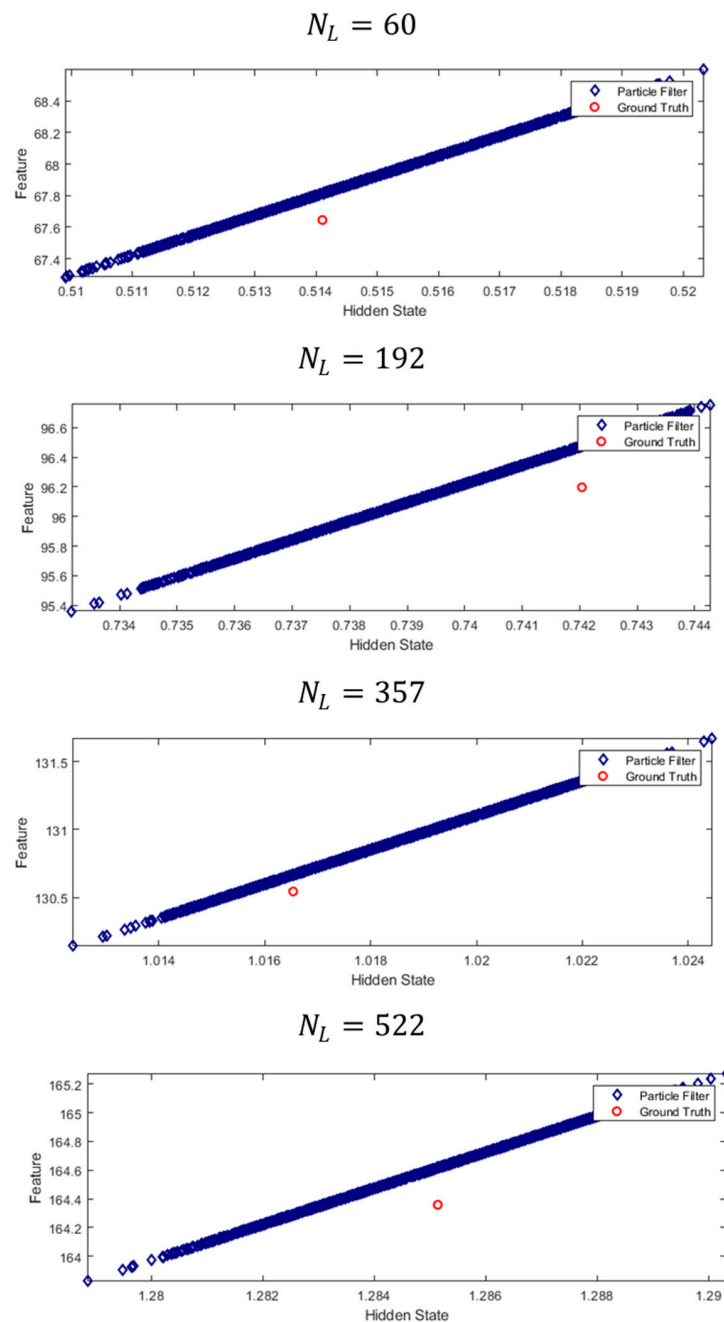 N_L = 60
68.4
68.2
68
67.8
67.6
67.4
Feature
Particle Filter
Ground Truth
0.51 0.511 0.512 0.513 0.514 0.515 0.516 0.517 0.518 0.519 0.52
Hidden State
N_L = 192
96.6
96.4
96.2
96
95.8
95.6
95.4
Feature
Particle Filter
Ground Truth
0.734 0.735 0.736 0.737 0.738 0.739 0.74 0.741 0.742 0.743 0.744
Hidden State
N_L = 357
131.5
131
130.5
Feature
Particle Filter
Ground Truth
1.014 1.016 1.018 1.02 1.022 1.024
Hidden State
N_L = 522
165.2
165
164.8
164.6
164.4
164.2
164
Feature
Particle Filter
Ground Truth
1.28 1.282 1.284 1.286 1.288 1.29
Hidden State